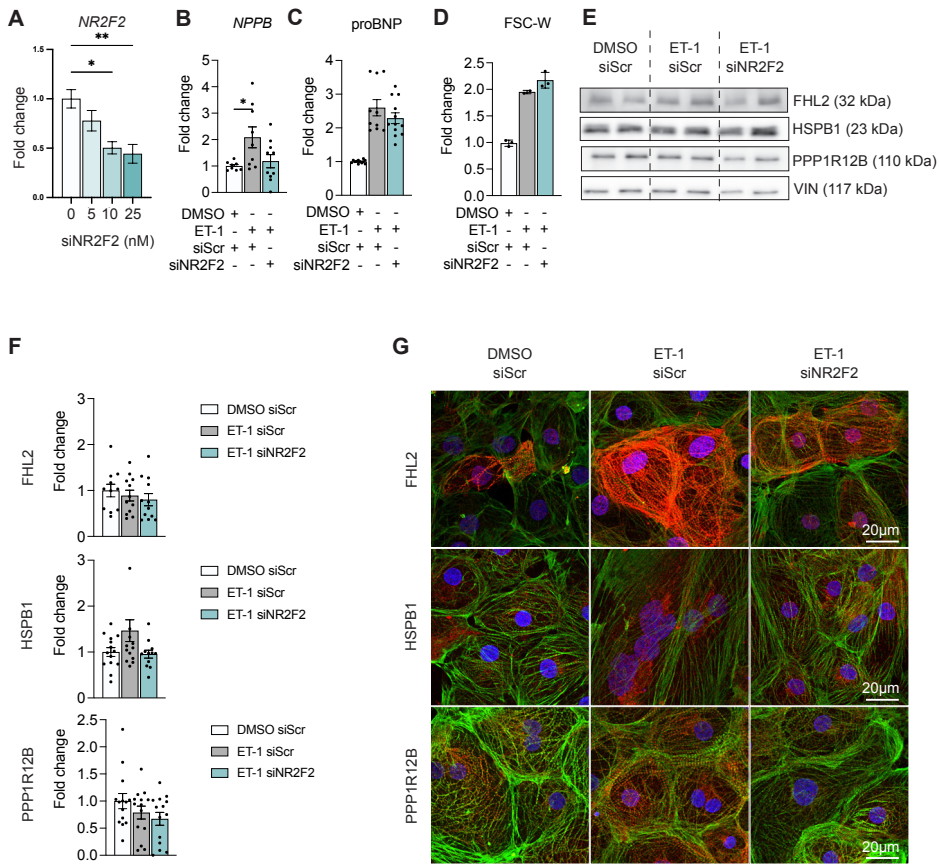 A
NR2F2
**
*
Fold change
1.5
1.0
0.5
0.0
0 5 10 25
siNR2F2 (nM)
B
NPPB
*
Fold change
5
4
3
2
1
0
DMSO + - -
ET-1 - + +
siScr + + -
siNR2F2 - - +
C
proBNP
Fold change
5
4
3
2
1
0
DMSO + - -
ET-1 - + +
siScr + + -
siNR2F2 - - +
D
FSC-W
Fold change
2.5
2.0
1.5
1.0
0.5
0.0
DMSO + - -
ET-1 - + +
siScr + + -
siNR2F2 - - +
E
DMSO siScr
ET-1 siScr
ET-1 siNR2F2
FHL2 (32 kDa)
HSPB1 (23 kDa)
PPP1R12B (110 kDa)
VIN (117 kDa)
F
FHL2
Fold change
3
2
1
0
DMSO siScr
ET-1 siScr
ET-1 siNR2F2
HSPB1
Fold change
3
2
1
0
DMSO siScr
ET-1 siScr
ET-1 siNR2F2
PPP1R12B
Fold change
2.5
2.0
1.5
1.0
0.5
0.0
DMSO siScr
ET-1 siScr
ET-1 siNR2F2
G
DMSO siScr
ET-1 siScr
ET-1 siNR2F2
FHL2
20µm
HSPB1
20µm
PPP1R12B
20µm